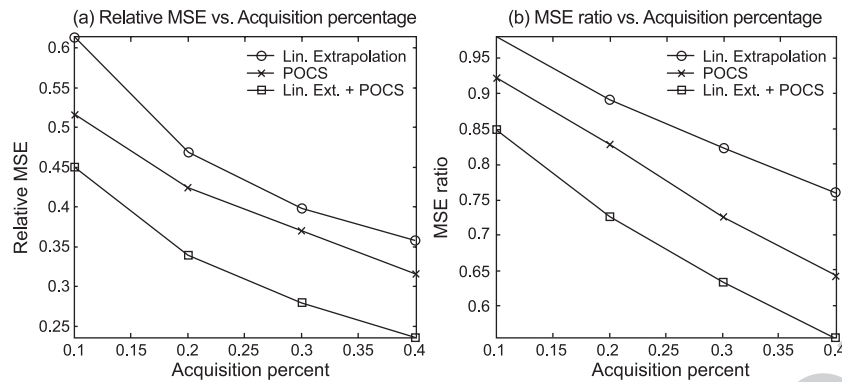 (a) Relative MSE vs. Acquisition percentage
0.6
0.55
0.5
0.45
0.4
0.35
0.3
0.25
Relative MSE
Lin. Extrapolation
POCS
Lin. Ext. + POCS
0.1 0.15 0.2 0.25 0.3 0.35 0.4
Acquisition percent
(b) MSE ratio vs. Acquisition percentage
0.95
0.9
0.85
0.8
0.75
0.7
0.65
0.6
MSE ratio
Lin. Extrapolation
POCS
Lin. Ext. + POCS
0.1 0.15 0.2 0.25 0.3 0.35 0.4
Acquisition percent